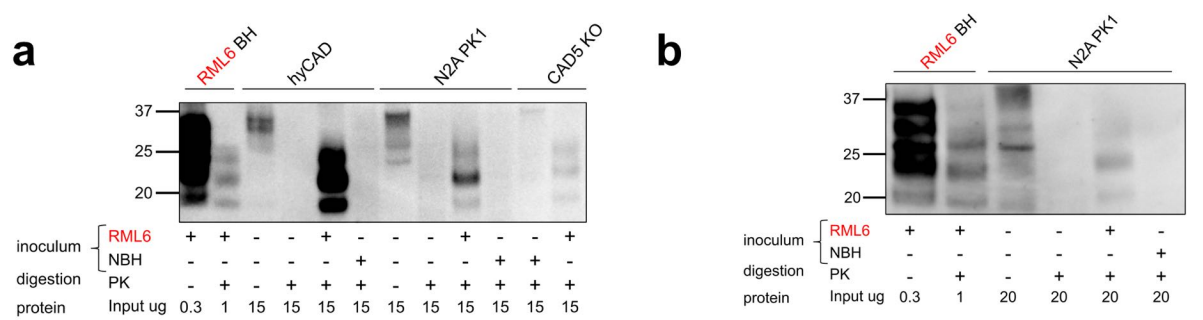 a
RML6 BH
hyCAD
N2A PK1
CAD5 KO
37
25
20
inoculum
RML6 + + - - + - - - + - - +
NBH - - - - - + - - - + + -
digestion PK - + - + + + - + + + + +
protein Input ug 0.3 1 15 15 15 15 15 15 15 15 15 15
b
RML6 BH
N2A PK1
37
25
20
inoculum
RML6 + + - - + -
NBH - - - - - +
digestion PK - + - + + +
protein Input ug 0.3 1 20 20 20 20